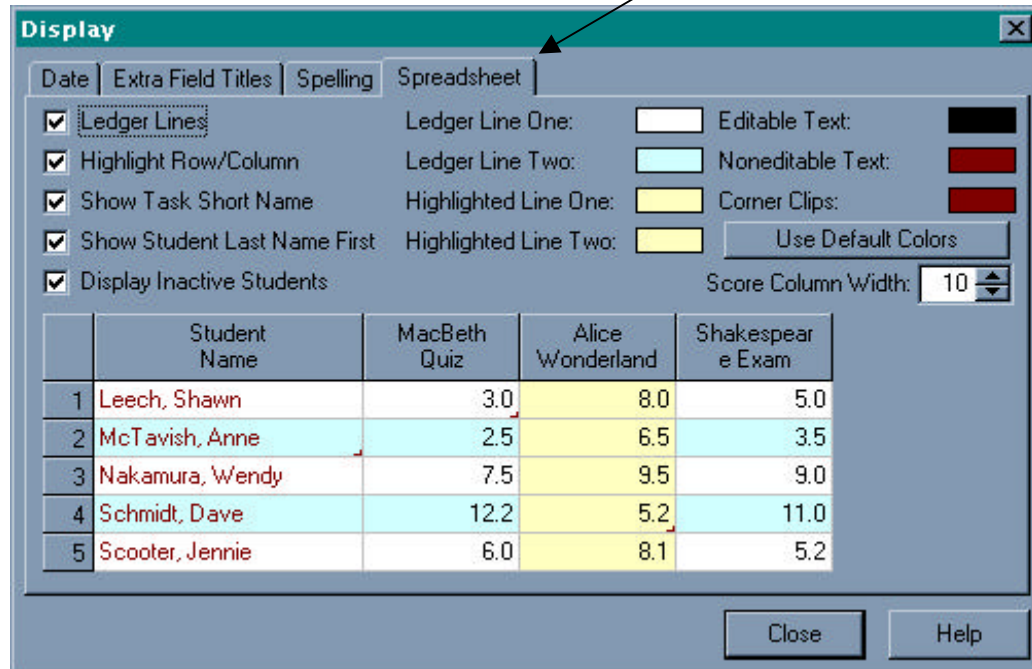 Display
Date Extra Field Titles Spelling Spreadsheet
Ledger Lines Ledger Line One: Editable Text:
Highlight Row/Column Ledger Line Two: Noneditable Text:
Show Task Short Name Highlighted Line One: Corner Clips:
Show Student Last Name First Highlighted Line Two: Use Default Colors
Display Inactive Students Score Column Width: 10
Student MacBeth Alice Shakespear
Name Quiz Wonderland e Exam
1 Leech, Shawn 3.0 8.0 5.0
2 McTavish, Anne 2.5 6.5 3.5
3 Nakamura, Wendy 7.5 9.5 9.0
4 Schmidt, Dave 12.2 5.2 11.0
5 Scooter, Jennie 6.0 8.1 5.2
Close Help